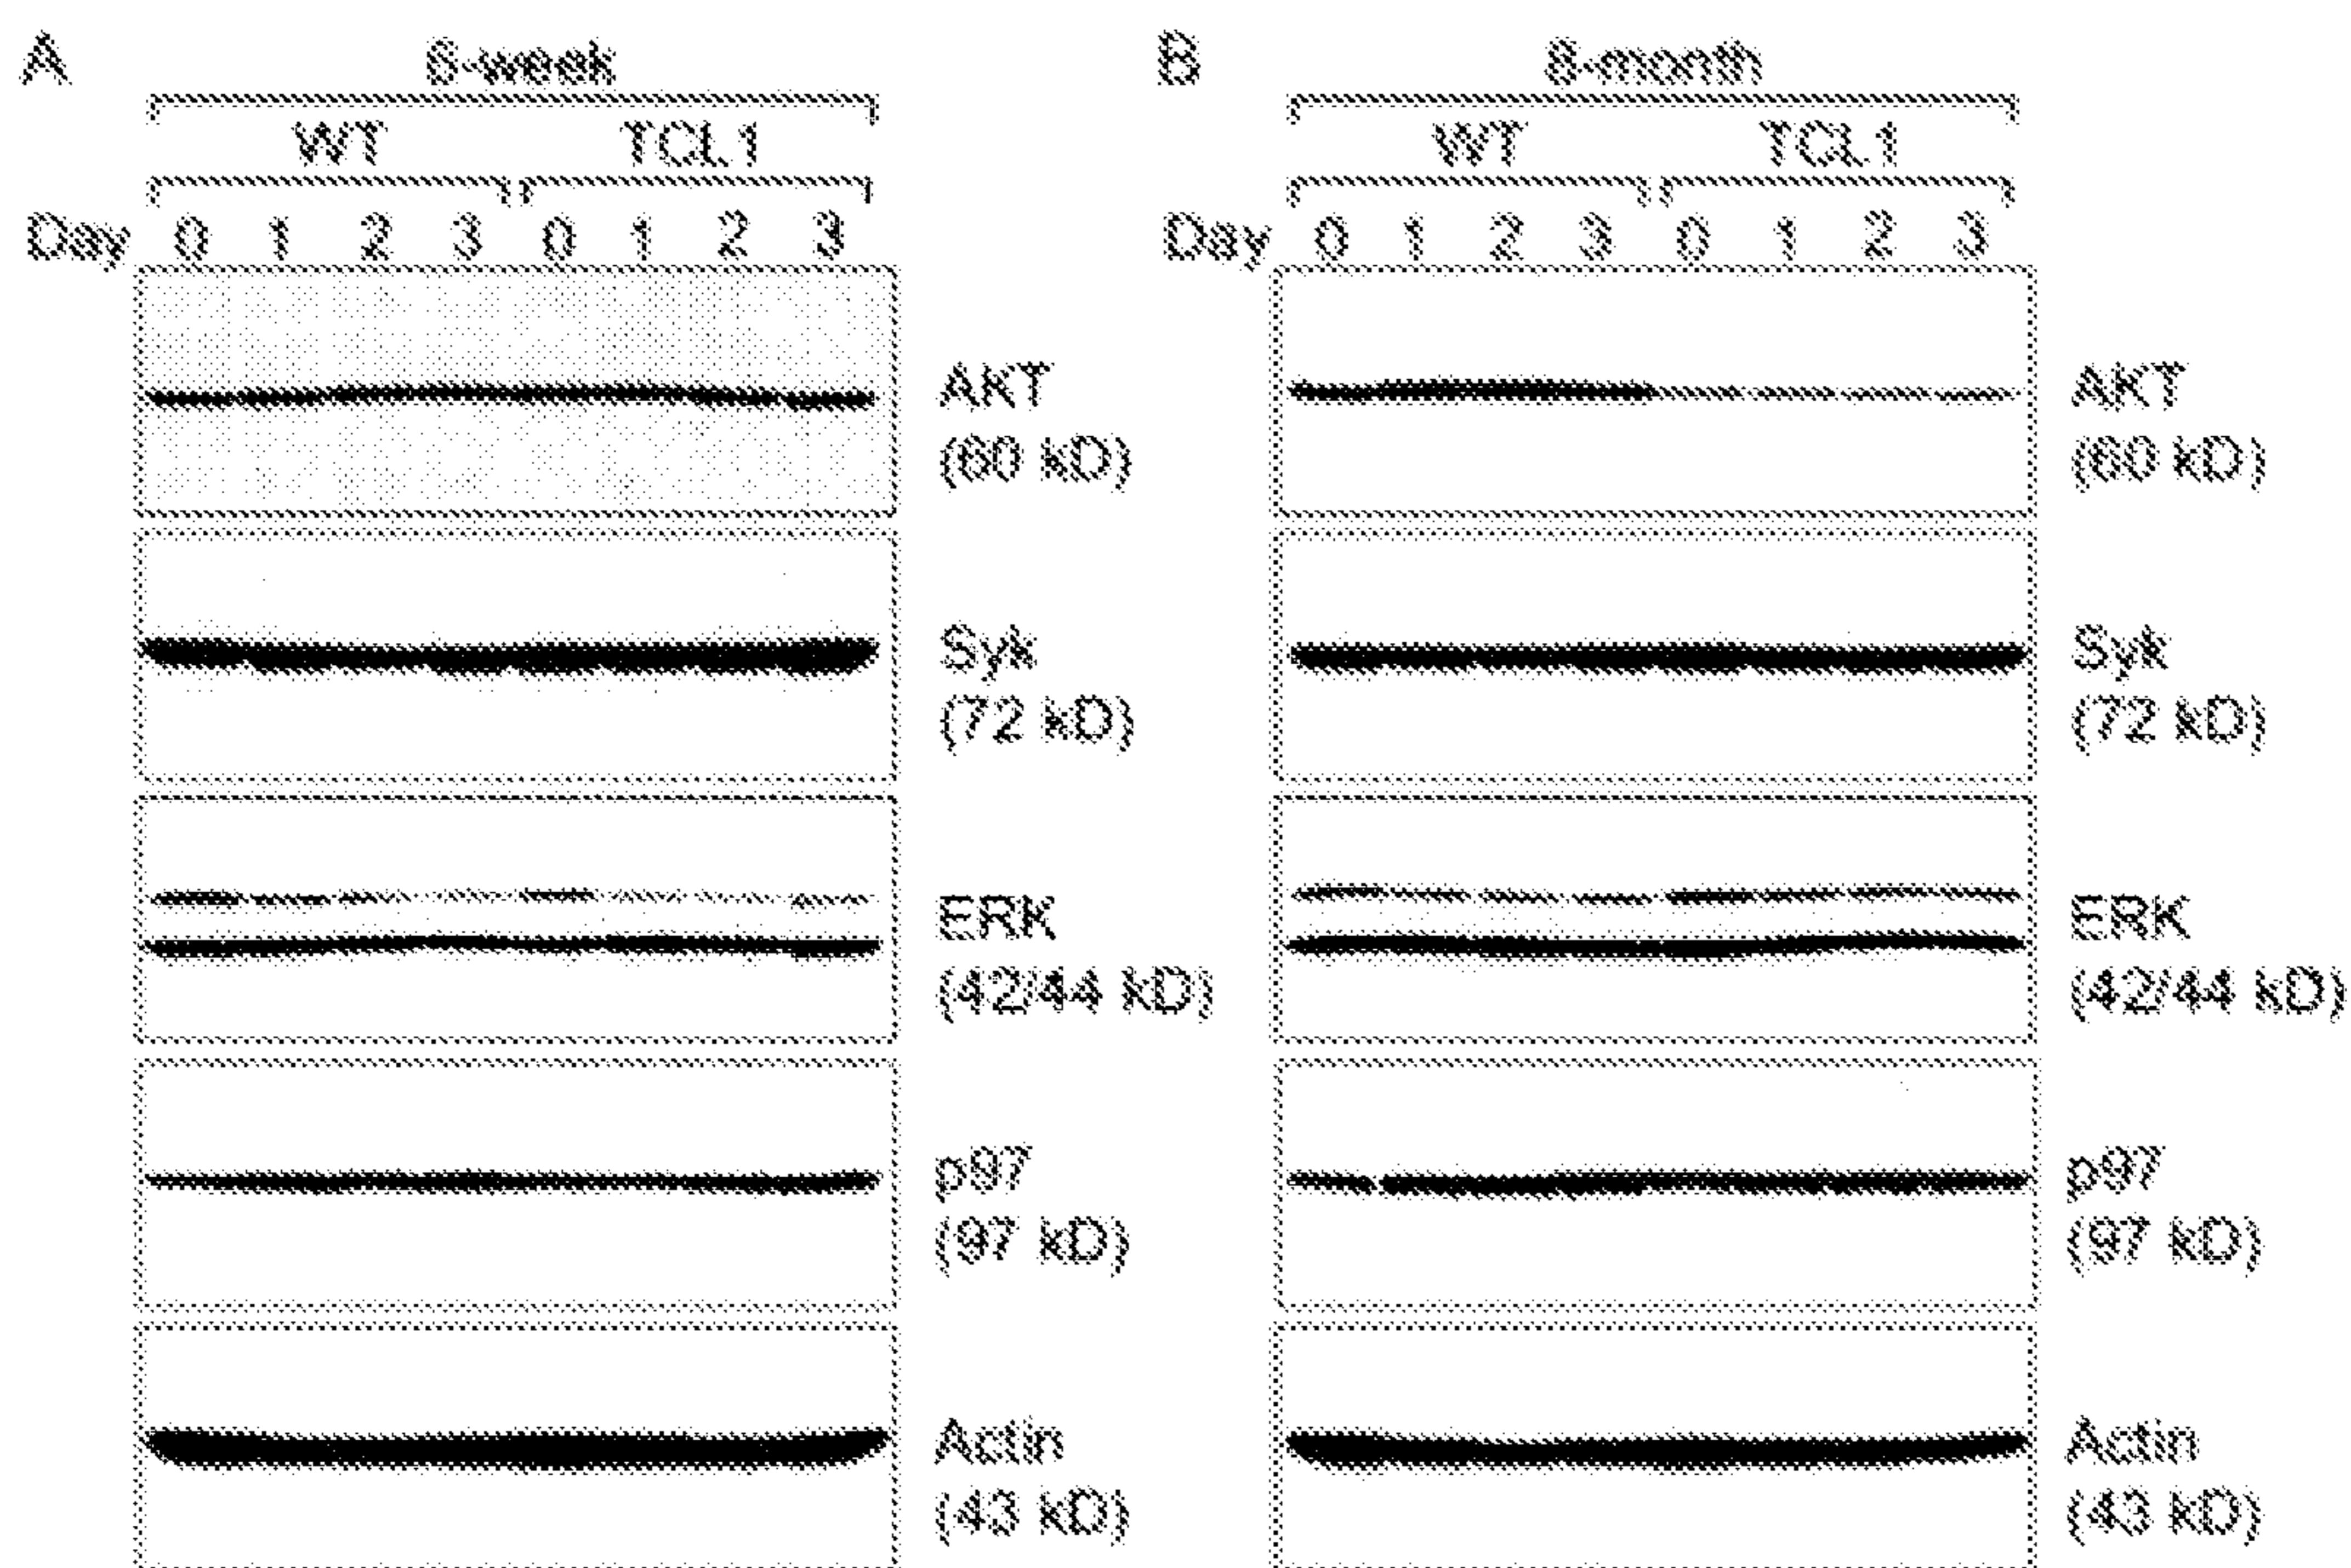 A
6-week
WT TCL1
Day 0 1 2 3 0 1 2 3
AKT
(60 kD)
Syk
(72 kD)
ERK
(42/44 kD)
p97
(97 kD)
Actin
(43 kD)
B
8-month
WT TCL1
Day 0 1 2 3 0 1 2 3
AKT
(60 kD)
Syk
(72 kD)
ERK
(42/44 kD)
p97
(97 kD)
Actin
(43 kD)